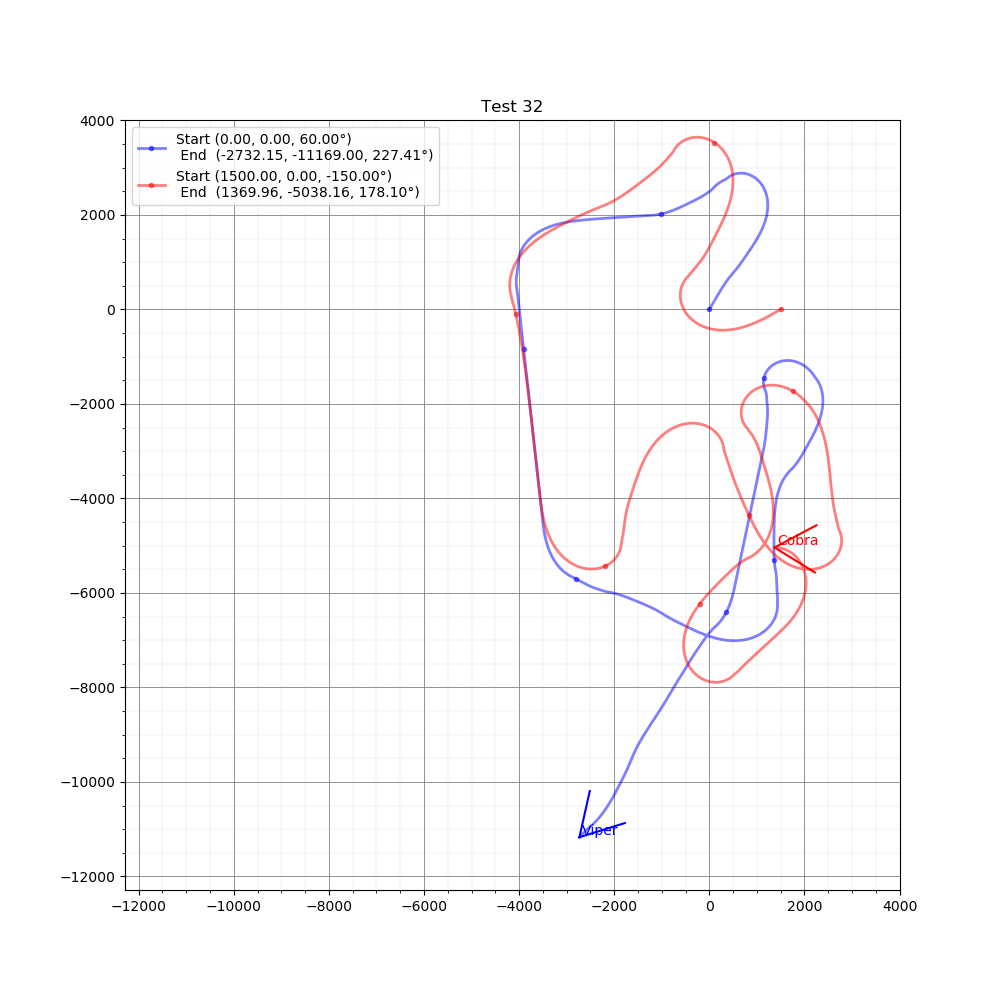 Test 32
Start (0.00, 0.00, 60.00°)
End (-2732.15, -11169.00, 227.41°)
Start (1500.00, 0.00, -150.00°)
End (1369.96, -5038.16, 178.10°)
4000
2000
0
−2000
−4000
−6000
−8000
−10000
−12000
Cobra
Viper
−12000 −10000 −8000 −6000 −4000 −2000 0 2000 4000